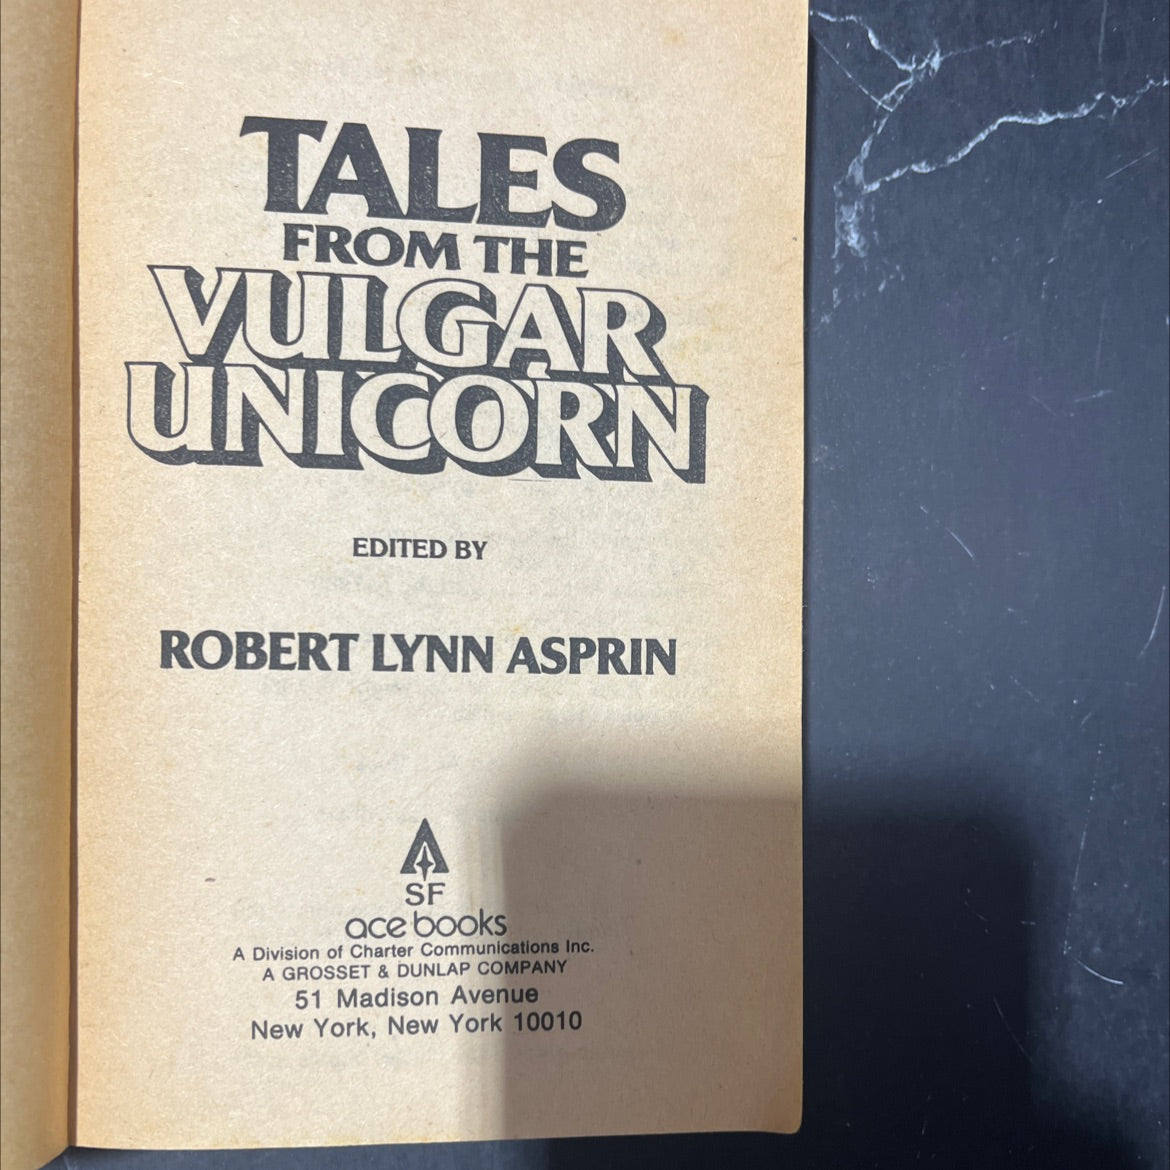 TALES
FROM THE
VULGAR
UNICORN
EDITED BY
ROBERT LYNN ASPRIN
A
SF
ace books
A Division of Charter Communications Inc.
A GROSSET & DUNLAP COMPANY
51 Madison Avenue
New York, New York 10010